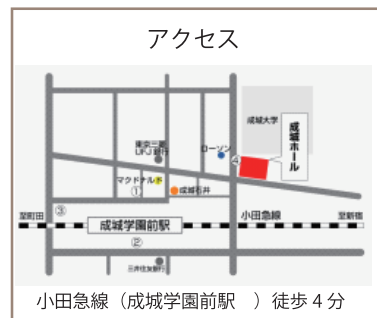 アクセス
成城大学
成城ホール
東京三菱
UFJ銀行
ローソン
④
マクドナルド
①
成城石井
③
至町田
成城学園前駅
小田急線
至新宿
②
三井住友銀行
小田急線（成城学園前駅　）徒歩４分